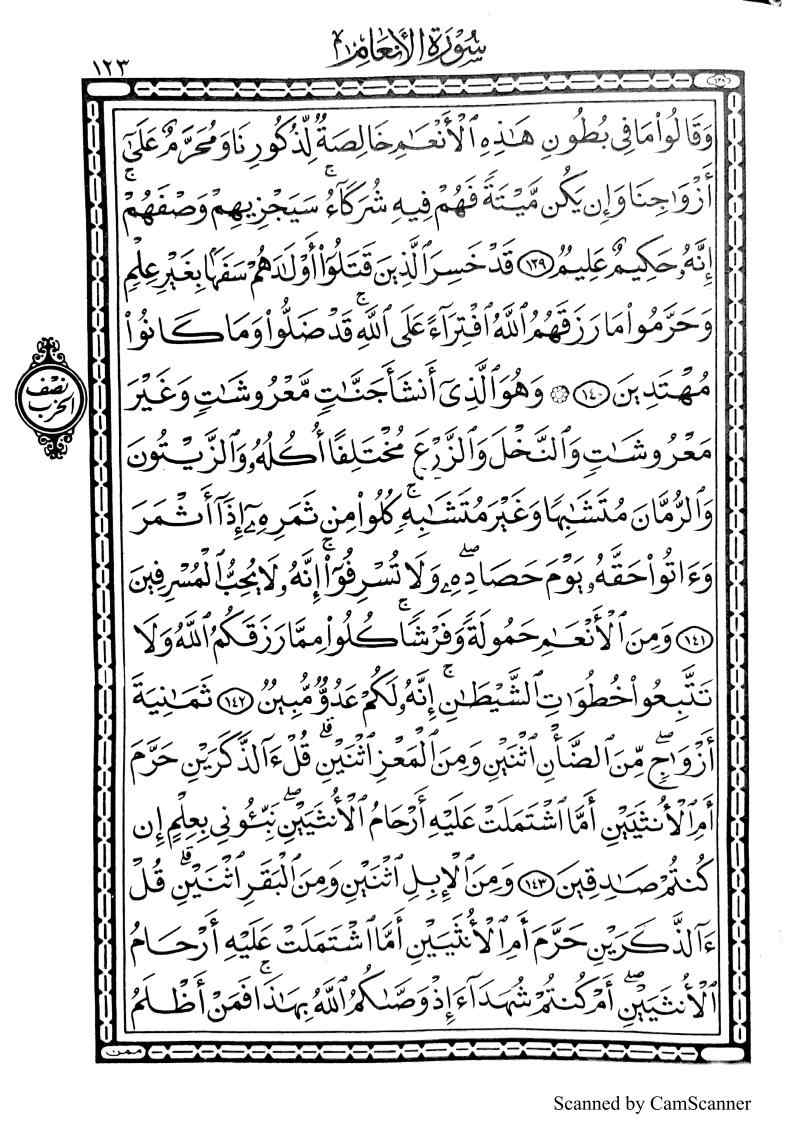 سُورَةُ الأَنْعَام ٦
١٢٣
وَقَالُوا۟ مَا فِى بُطُونِ هَـٰذِهِ ٱلْأَنْعَـٰمِ خَالِصَةٌ لِّذُكُورِنَا وَمُحَرَّمٌ عَلَىٰٓ
أَزْوَٰجِنَا وَإِن يَكُن مَّيْتَةً فَهُمْ فِيهِ شُرَكَآءُ ۚ سَيَجْزِيهِمْ وَصْفَهُمْ ۚ
إِنَّهُۥ حَكِيمٌ عَلِيمٌ ١٣٩ قَدْ خَسِرَ ٱلَّذِينَ قَتَلُوٓا۟ أَوْلَـٰدَهُمْ سَفَهًۢا بِغَيْرِ عِلْمٍ
وَحَرَّمُوا۟ مَا رَزَقَهُمُ ٱللَّهُ ٱفْتِرَآءً عَلَى ٱللَّهِ ۚ قَدْ ضَلُّوا۟ وَمَا كَانُوا۟
مُهْتَدِينَ ١٤٠ ۞ وَهُوَ ٱلَّذِىٓ أَنشَأَ جَنَّـٰتٍ مَّعْرُوشَـٰتٍ وَغَيْرَ
نصف الحزب
مَعْرُوشَـٰتٍ وَٱلنَّخْلَ وَٱلزَّرْعَ مُخْتَلِفًا أُكُلُهُۥ وَٱلزَّيْتُونَ
وَٱلرُّمَّانَ مُتَشَـٰبِهًا وَغَيْرَ مُتَشَـٰبِهٍ ۚ كُلُوا۟ مِن ثَمَرِهِۦٓ إِذَآ أَثْمَرَ
وَءَاتُوا۟ حَقَّهُۥ يَوْمَ حَصَادِهِۦ ۖ وَلَا تُسْرِفُوٓا۟ ۚ إِنَّهُۥ لَا يُحِبُّ ٱلْمُسْرِفِينَ
١٤١ وَمِنَ ٱلْأَنْعَـٰمِ حَمُولَةً وَفَرْشًا ۚ كُلُوا۟ مِمَّا رَزَقَكُمُ ٱللَّهُ وَلَا
تَتَّبِعُوا۟ خُطُوَٰتِ ٱلشَّيْطَـٰنِ ۚ إِنَّهُۥ لَكُمْ عَدُوٌّ مُّبِينٌ ١٤٢ ثَمَـٰنِيَةَ
أَزْوَٰجٍ ۖ مِّنَ ٱلضَّأْنِ ٱثْنَيْنِ وَمِنَ ٱلْمَعْزِ ٱثْنَيْنِ ۗ قُلْ ءَآلذَّكَرَيْنِ حَرَّمَ
أَمِ ٱلْأُنثَيَيْنِ أَمَّا ٱشْتَمَلَتْ عَلَيْهِ أَرْحَامُ ٱلْأُنثَيَيْنِ ۖ نَبِّـُٔونِى بِعِلْمٍ إِن
كُنتُمْ صَـٰدِقِينَ ١٤٣ وَمِنَ ٱلْإِبِلِ ٱثْنَيْنِ وَمِنَ ٱلْبَقَرِ ٱثْنَيْنِ ۗ قُلْ
ءَآلذَّكَرَيْنِ حَرَّمَ أَمِ ٱلْأُنثَيَيْنِ أَمَّا ٱشْتَمَلَتْ عَلَيْهِ أَرْحَامُ
ٱلْأُنثَيَيْنِ ۖ أَمْ كُنتُمْ شُهَدَآءَ إِذْ وَصَّىٰكُمُ ٱللَّهُ بِهَـٰذَا ۚ فَمَنْ أَظْلَمُ
ممن
Scanned by CamScanner